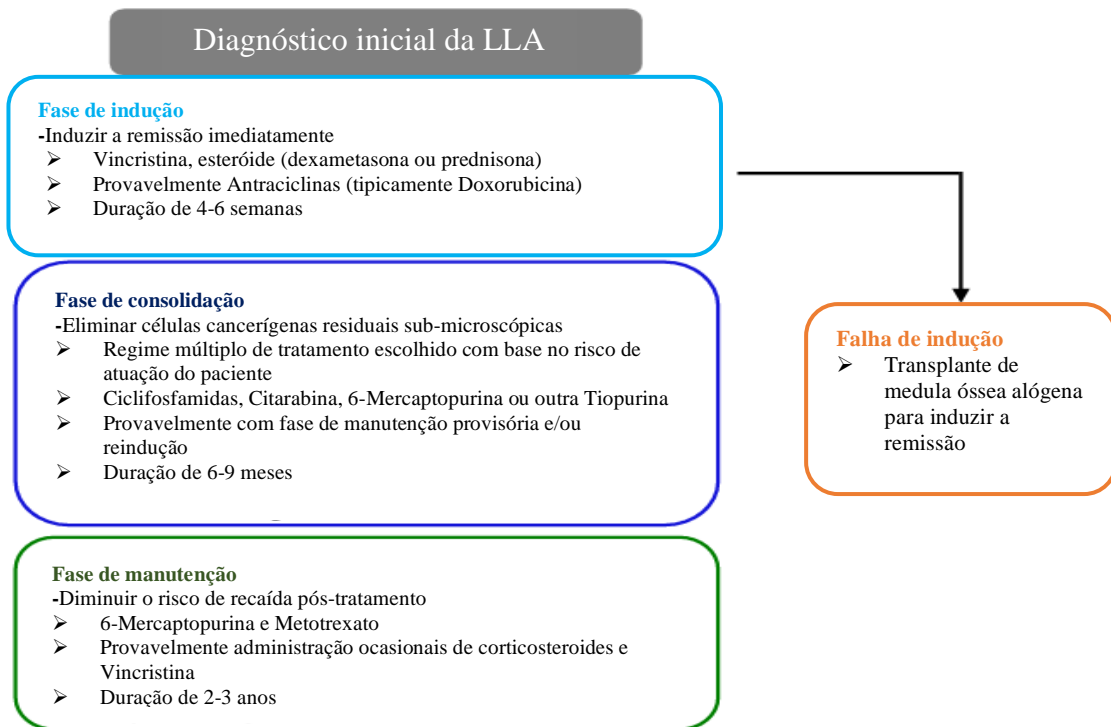 Diagnóstico inicial da LLA
Fase de indução
-Induzir a remissão imediatamente
➢ Vincristina, esteróide (dexametasona ou prednisona)
➢ Provavelmente Antraciclinas (tipicamente Doxorubicina)
➢ Duração de 4-6 semanas
Fase de consolidação
-Eliminar células cancerígenas residuais sub-microscópicas
➢ Regime múltiplo de tratamento escolhido com base no risco de
atuação do paciente
➢ Ciclifosfamidas, Citarabina, 6-Mercaptopurina ou outra Tiopurina
➢ Provavelmente com fase de manutenção provisória e/ou
reindução
➢ Duração de 6-9 meses
Falha de indução
➢ Transplante de
medula óssea alógena
para induzir a
remissão
Fase de manutenção
-Diminuir o risco de recaída pós-tratamento
➢ 6-Mercaptopurina e Metotrexato
➢ Provavelmente administração ocasionais de corticosteroides e
Vincristina
➢ Duração de 2-3 anos